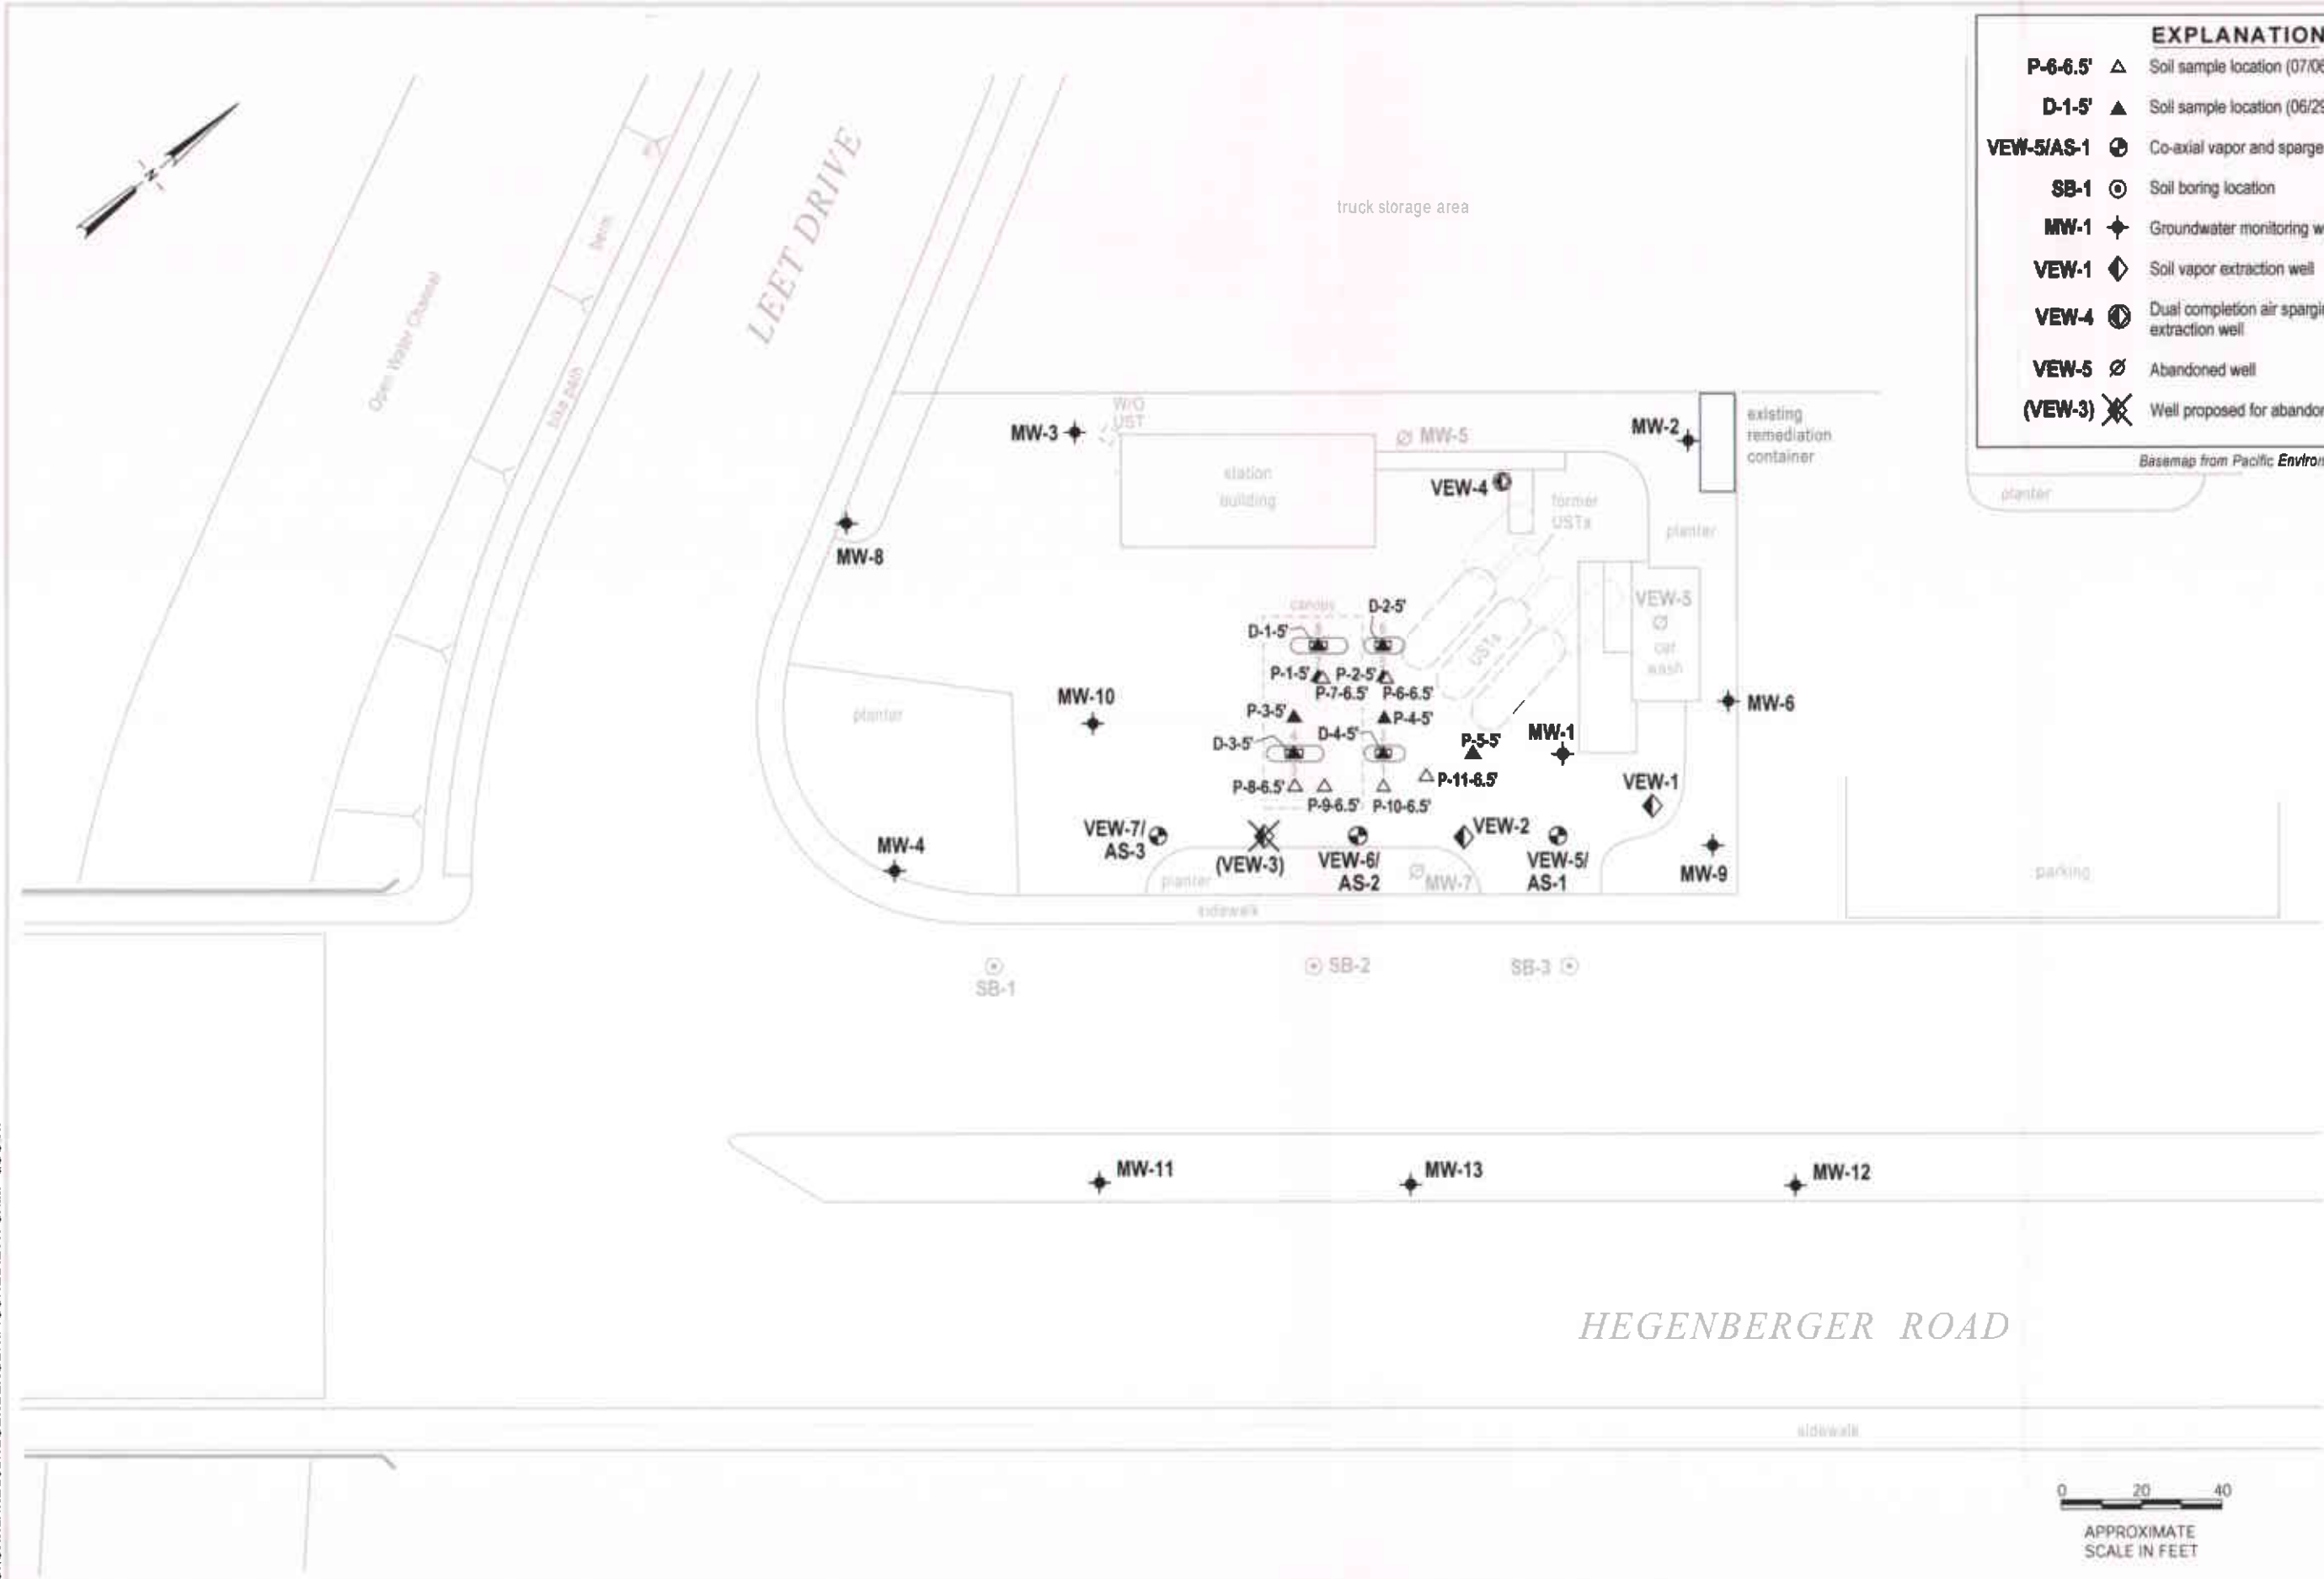 EXPLANATION
P-6-6.5' Soil sample location (07/06
D-1-5' Soil sample location (06/29
VEW-5/AS-1 Co-axial vapor and sparge
SB-1 Soil boring location
MW-1 Groundwater monitoring w
VEW-1 Soil vapor extraction well
VEW-4 Dual completion air spargin
extraction well
VEW-5 Abandoned well
(VEW-3) Well proposed for abandon
Basemap from Pacific Environ
N
Open Water Channel
berm
bike path
LEET DRIVE
truck storage area
W/O
UST
MW-3
MW-5
MW-2
existing
remediation
container
station
building
VEW-4
former
USTs
planter
planter
MW-8
canopy
D-2-5'
D-1-5'
VEW-5
car
wash
USTs
P-1-5'
P-2-5'
P-7-6.5'
P-6-6.5'
MW-10
planter
P-3-5'
P-4-5'
MW-6
D-3-5'
D-4-5'
P-5-5'
MW-1
P-11-6.5'
P-8-6.5'
P-9-6.5'
P-10-6.5'
VEW-1
VEW-7/
AS-3
(VEW-3)
VEW-6/
AS-2
VEW-2
VEW-5/
AS-1
MW-4
MW-9
planter
MW-7
parking
sidewalk
SB-1
SB-2
SB-3
MW-11
MW-13
MW-12
HEGENBERGER ROAD
sidewalk
0 20 40
APPROXIMATE
SCALE IN FEET